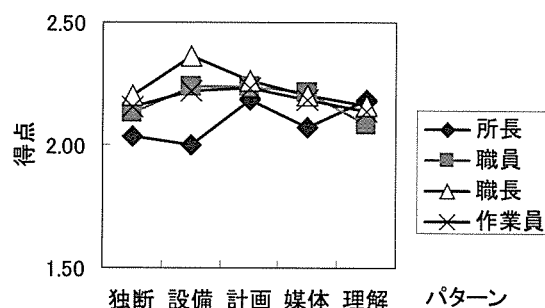 2.50
2.00
1.50
得点
独断 設備 計画 媒体 理解 パターン
所長
職員
職長
作業員